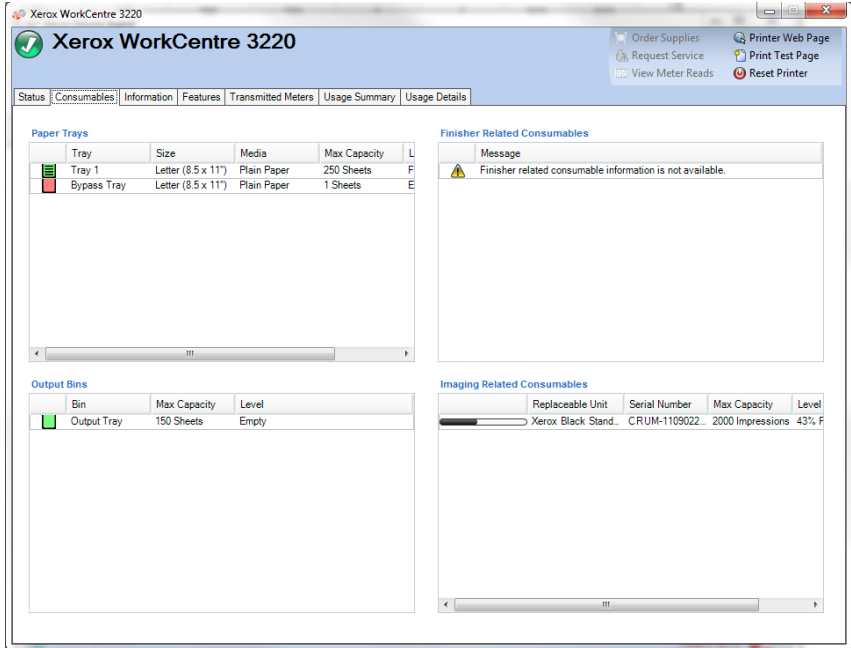 Xerox WorkCentre 3220
Xerox WorkCentre 3220
Order Supplies
Printer Web Page
Request Service
Print Test Page
View Meter Reads
Reset Printer
Status Consumables Information Features Transmitted Meters Usage Summary Usage Details
Paper Trays
Tray Size Media Max Capacity L
Tray 1 Letter (8.5 x 11") Plain Paper 250 Sheets F
Bypass Tray Letter (8.5 x 11") Plain Paper 1 Sheets E
Finisher Related Consumables
Message
Finisher related consumable information is not available.
Output Bins
Bin Max Capacity Level
Output Tray 150 Sheets Empty
Imaging Related Consumables
Replaceable Unit Serial Number Max Capacity Level
Xerox Black Stand... CRUM-1109022... 2000 Impressions 43% F